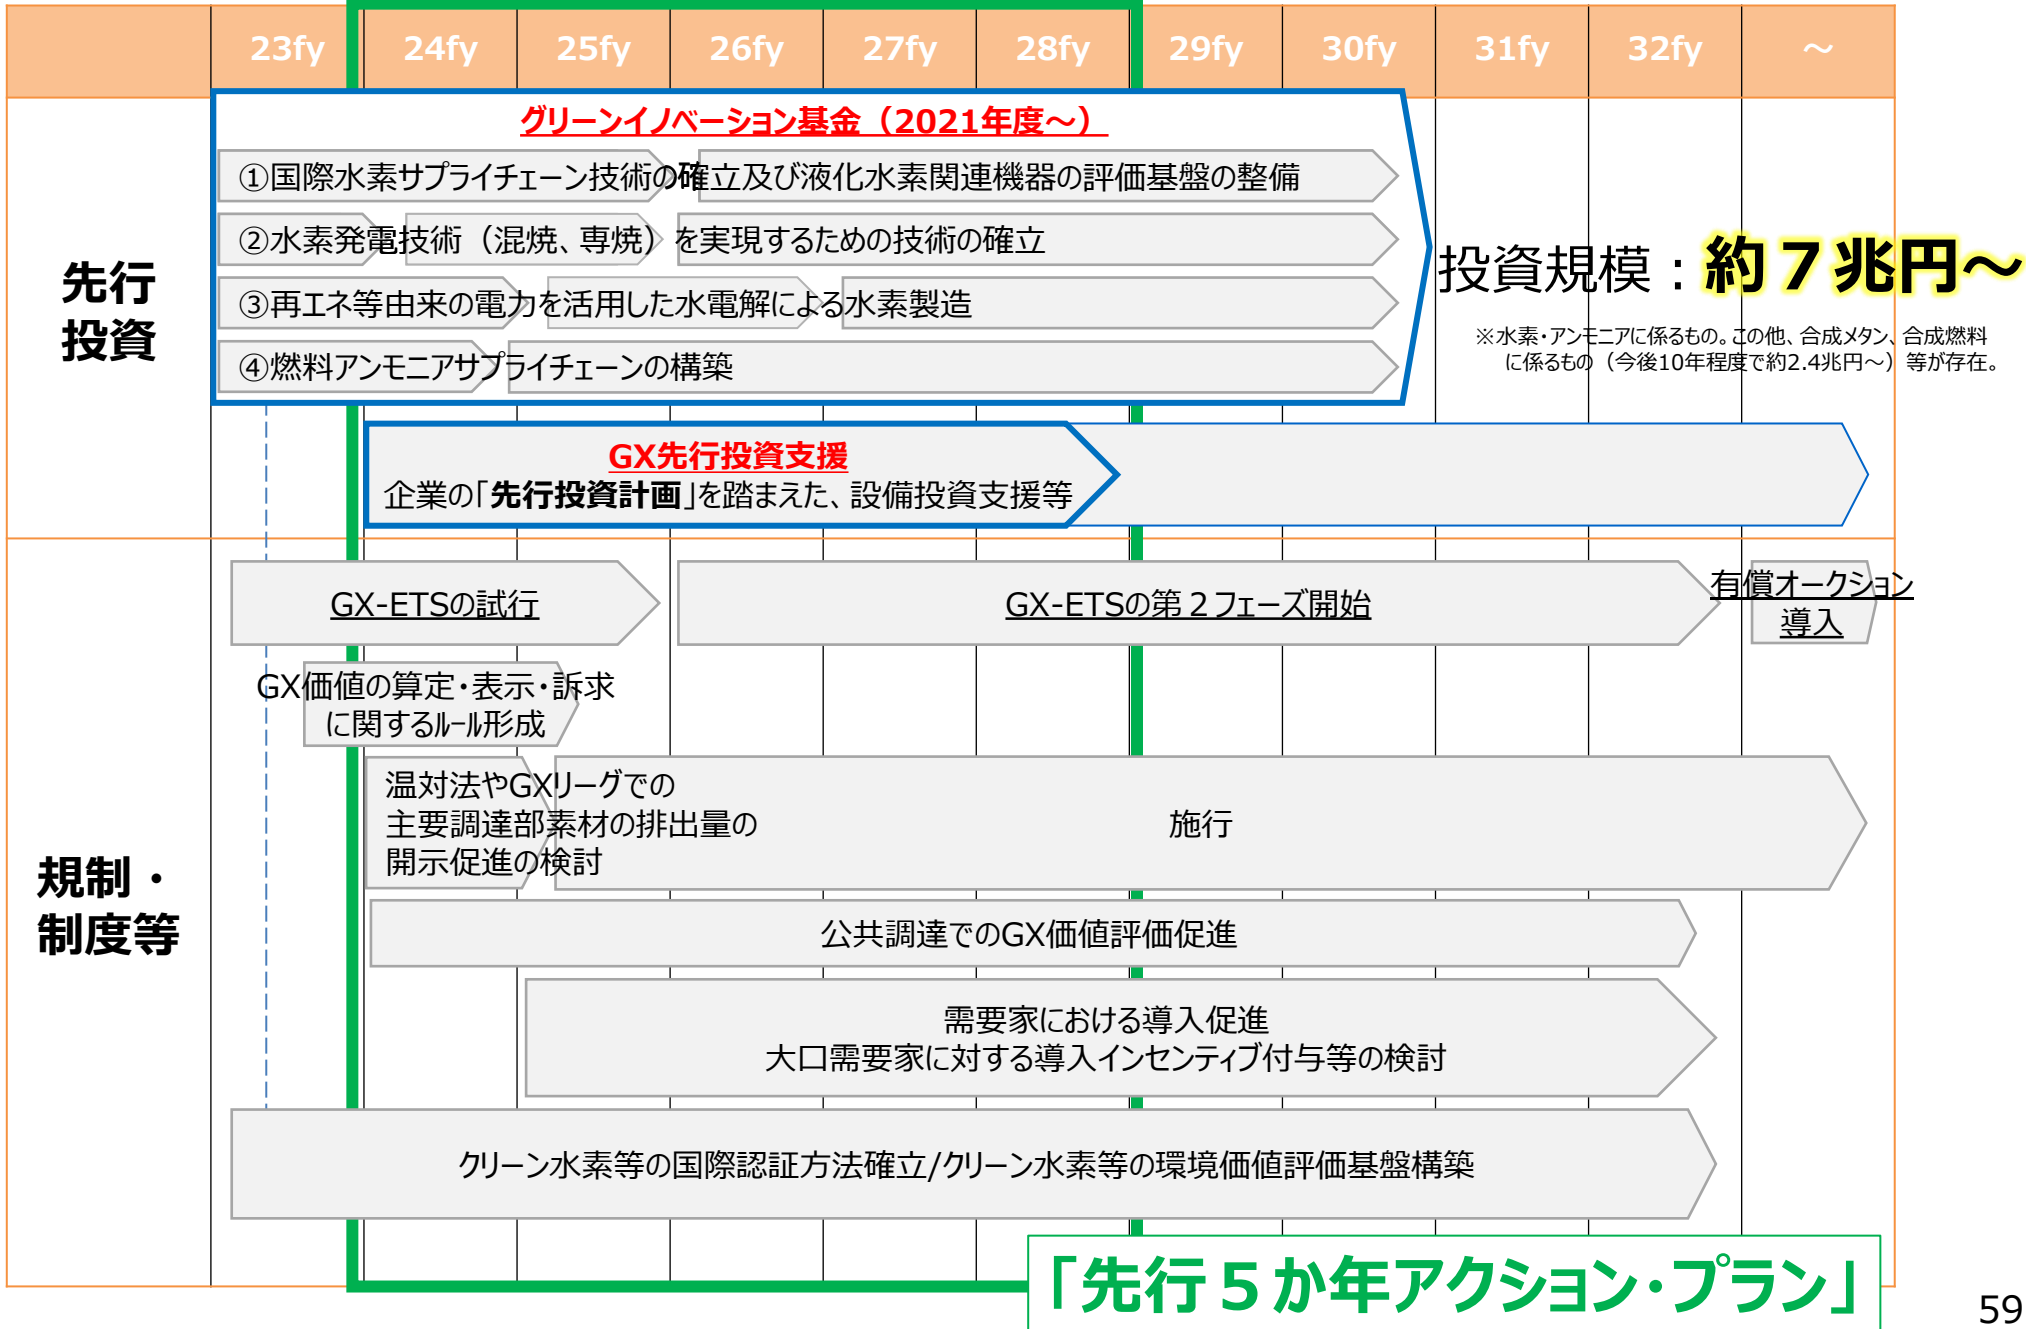 23fy 24fy 25fy 26fy 27fy 28fy 29fy 30fy 31fy 32fy ～
先行
投資
グリーンイノベーション基金（2021年度～）
①国際水素サプライチェーン技術の確立及び液化水素関連機器の評価基盤の整備
②水素発電技術（混焼、専焼）を実現するための技術の確立
③再エネ等由来の電力を活用した水電解による水素製造
④燃料アンモニアサプライチェーンの構築
投資規模：約７兆円～
※水素・アンモニアに係るもの。この他、合成メタン、合成燃料
に係るもの（今後10年程度で約2.4兆円～）等が存在。
GX先行投資支援
企業の「先行投資計画」を踏まえた、設備投資支援等
規制・
制度等
GX-ETSの試行
GX-ETSの第２フェーズ開始
有償オークション
導入
GX価値の算定・表示・訴求
に関するルール形成
温対法やGXリーグでの
主要調達部素材の排出量の
開示促進の検討
施行
公共調達でのGX価値評価促進
需要家における導入促進
大口需要家に対する導入インセンティブ付与等の検討
クリーン水素等の国際認証方法確立/クリーン水素等の環境価値評価基盤構築
「先行５か年アクション・プラン」
59